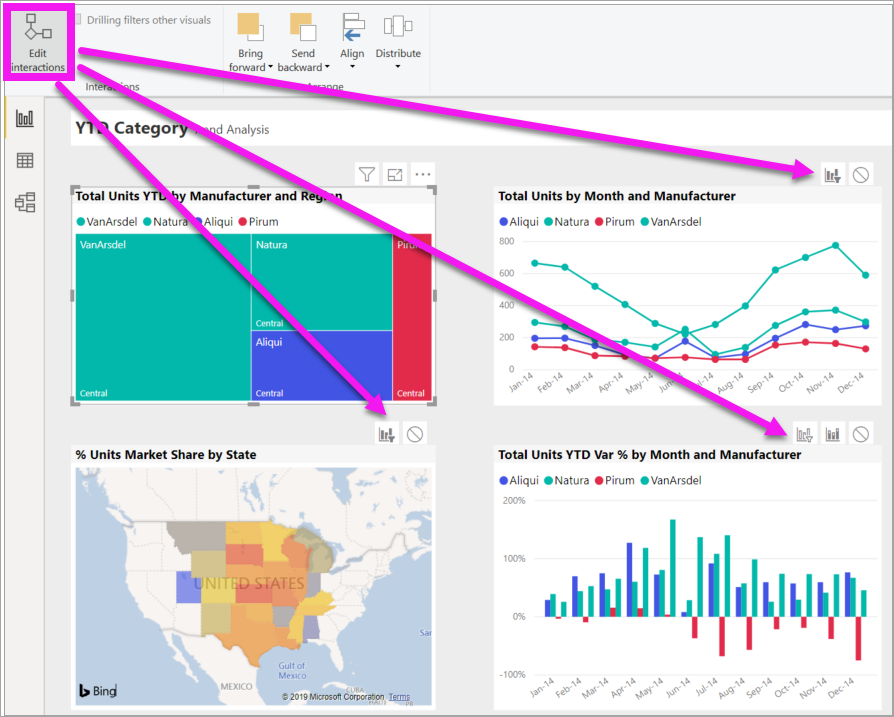 Drilling filters other visuals
Edit
interactions
Bring
forward
Send
backward
Align
Distribute
YTD Category Trend Analysis
Total Units YTD by Manufacturer and Region
VanArsdel Natura Aliqui Pirum
VanArsdel
Natura
Central
Aliqui
Central
Central
Central
Total Units by Month and Manufacturer
Aliqui Natura Pirum VanArsdel
800
600
400
200
0
Jan-14 Feb-14 Mar-14 Apr-14 May-14 Jun-14 Jul-14 Aug-14 Sep-14 Oct-14 Nov-14 Dec-14
% Units Market Share by State
UNITED STATES
Gulf of
Mexico
MEXICO
CUBA
Bing
© 2019 Microsoft Corporation Terms
Total Units YTD Var % by Month and Manufacturer
Aliqui Natura Pirum VanArsdel
200%
100%
0%
-100%
Jan-14 Feb-14 Mar-14 Apr-14 May-14 Jun-14 Jul-14 Aug-14 Sep-14 Oct-14 Nov-14 Dec-14